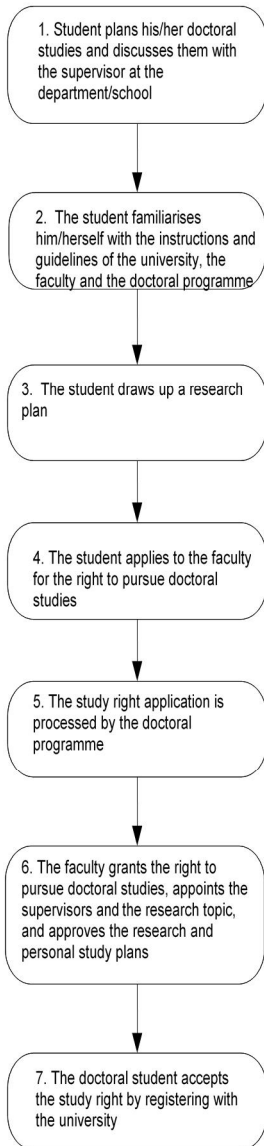 1. Student plans his/her doctoral
studies and discusses them with
the supervisor at the
department/school
2. The student familiarises
him/herself with the instructions and
guidelines of the university, the
faculty and the doctoral programme
3. The student draws up a research
plan
4. The student applies to the faculty
for the right to pursue doctoral
studies
5. The study right application is
processed by the doctoral
programme
6. The faculty grants the right to
pursue doctoral studies, appoints the
supervisors and the research topic,
and approves the research and
personal study plans
7. The doctoral student accepts
the study right by registering with
the university